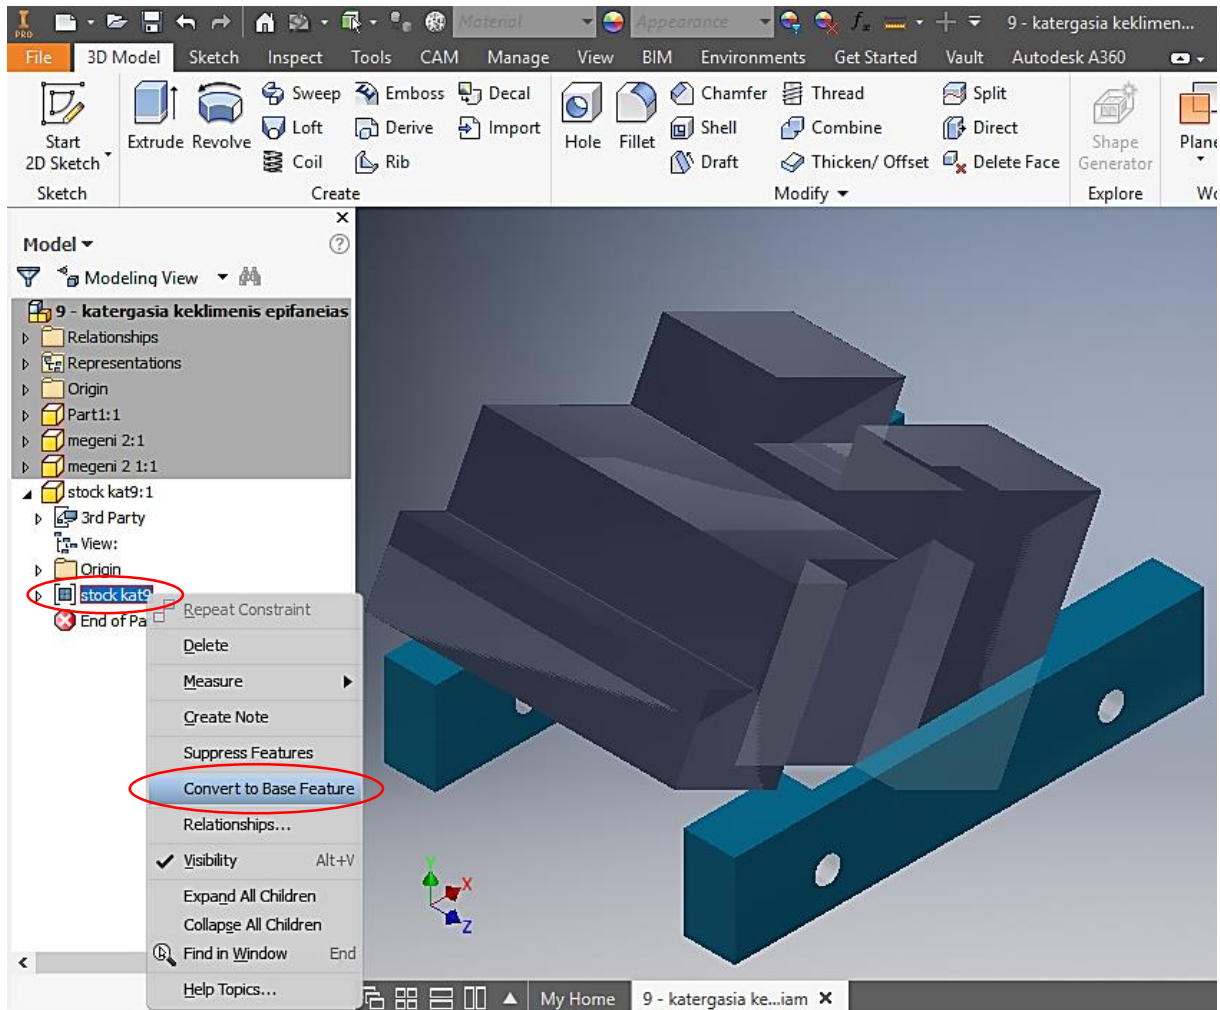 PRO Material Appearance fx 9 - katergasia keklimen...
File 3D Model Sketch Inspect Tools CAM Manage View BIM Environments Get Started Vault Autodesk A360
Sweep Emboss Decal Chamfer Thread Split
Loft Derive Import Shell Combine Direct
Start 2D Sketch Extrude Revolve Hole Fillet Shape Generator Plane
Coil Rib Draft Thicken/ Offset Delete Face
Sketch Create Modify Explore Wo
Model
Modeling View
9 - katergasia keklimenis epifaneias
Relationships
Representations
Origin
Part1:1
megeni 2:1
megeni 2 1:1
stock kat9:1
3rd Party
View:
Origin
stock kat9
End of Pa
Repeat Constraint
Delete
Measure
Create Note
Suppress Features
Convert to Base Feature
Relationships...
Visibility Alt+V
Expand All Children
Collapse All Children
Find in Window End
Help Topics...
Y
X
Z
My Home 9 - katergasia ke...iam